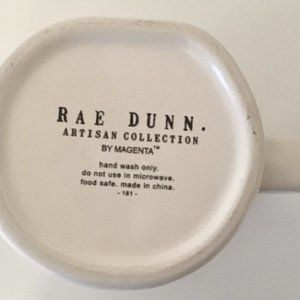 RAE DUNN.
ARTISAN COLLECTION
BY MAGENTA™
hand wash only.
do not use in microwave.
food safe. made in china.
- 181 -